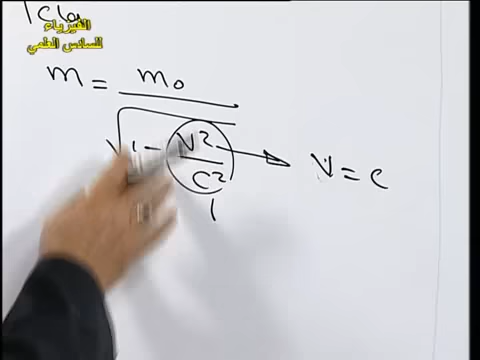 الفيزياء
للسادس العلمي
m = m₀
√1 - V²
C²
1
V = c